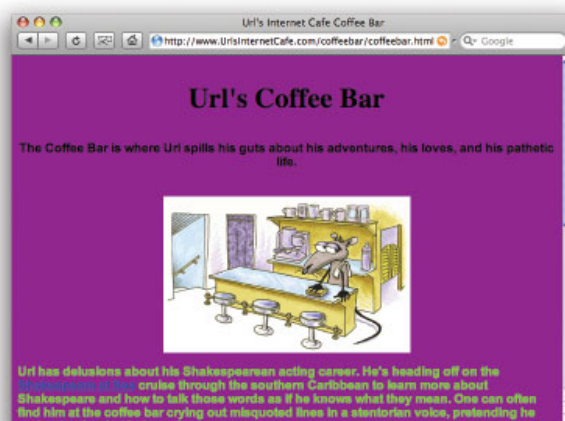 Url's Internet Cafe Coffee Bar
http://www.UrlsInternetCafe.com/coffeebar/coffeebar.html Google
Url's Coffee Bar
The Coffee Bar is where Url spills his guts about his adventures, his loves, and his pathetic
life.
Url has delusions about his Shakespearean acting career. He's heading off on the
Shakespeare at Sea cruise through the southern Caribbean to learn more about
Shakespeare and how to talk those words as if he knows what they mean. One can often
find him at the coffee bar crying out misquoted lines in a stentorian voice, pretending he